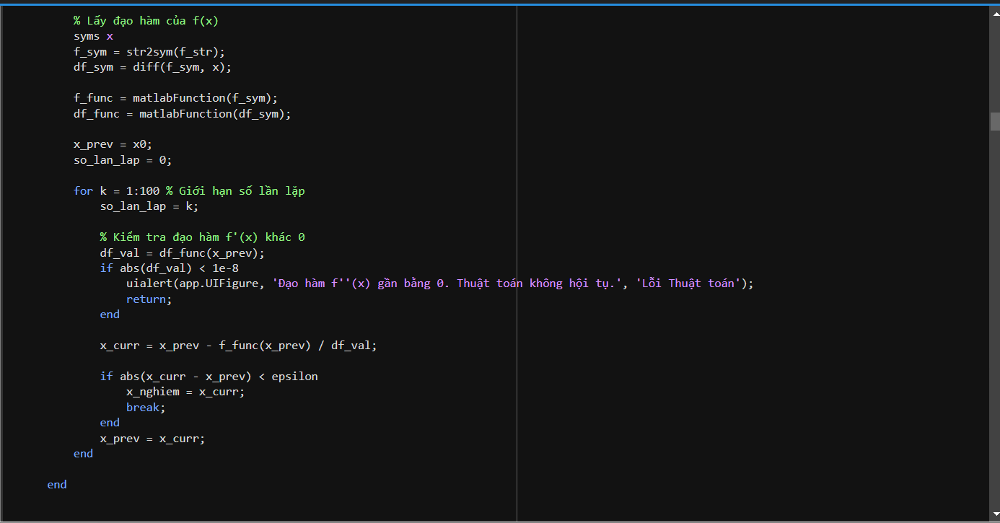 % Lấy đạo hàm của f(x)
syms x
f_sym = str2sym(f_str);
df_sym = diff(f_sym, x);
f_func = matlabFunction(f_sym);
df_func = matlabFunction(df_sym);
x_prev = x0;
so_lan_lap = 0;
for k = 1:100 % Giới hạn số lần lặp
so_lan_lap = k;
% Kiểm tra đạo hàm f'(x) khác 0
df_val = df_func(x_prev);
if abs(df_val) < 1e-8
uialert(app.UIFigure, 'Đạo hàm f''(x) gần bằng 0. Thuật toán không hội tụ.', 'Lỗi Thuật toán');
return;
end
x_curr = x_prev - f_func(x_prev) / df_val;
if abs(x_curr - x_prev) < epsilon
x_nghiem = x_curr;
break;
end
x_prev = x_curr;
end
end